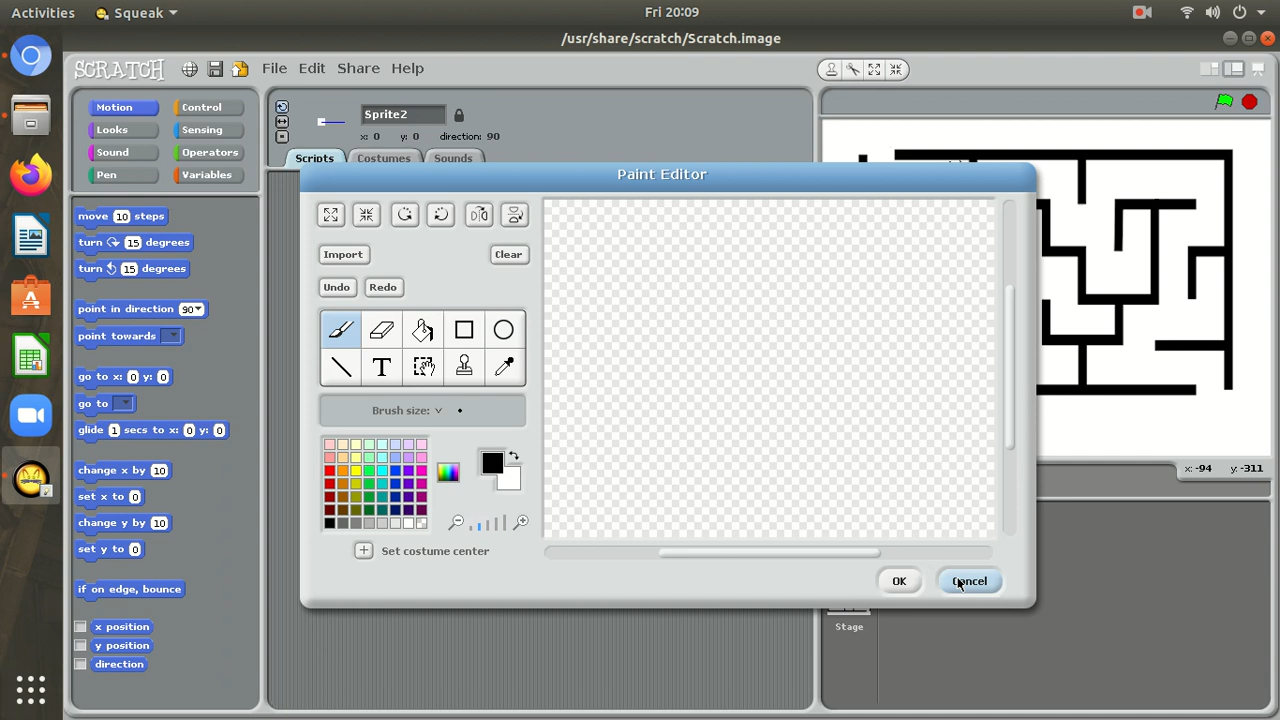 Activities Squeak Fri 20:09
/usr/share/scratch/Scratch.image
SCRATCH File Edit Share Help
Motion Control
Looks Sensing
Sound Operators
Pen Variables
Sprite2
x: 0 y: 0 direction: 90
Scripts Costumes Sounds
move 10 steps
turn 15 degrees
turn 15 degrees
point in direction 90
point towards
go to x: 0 y: 0
go to
glide 1 secs to x: 0 y: 0
change x by 10
set x to 0
change y by 10
set y to 0
if on edge, bounce
x position
y position
direction
Paint Editor
Import Clear
Undo Redo
T
Brush size:
Set costume center
OK Cancel
x: -94 y: -311
Stage